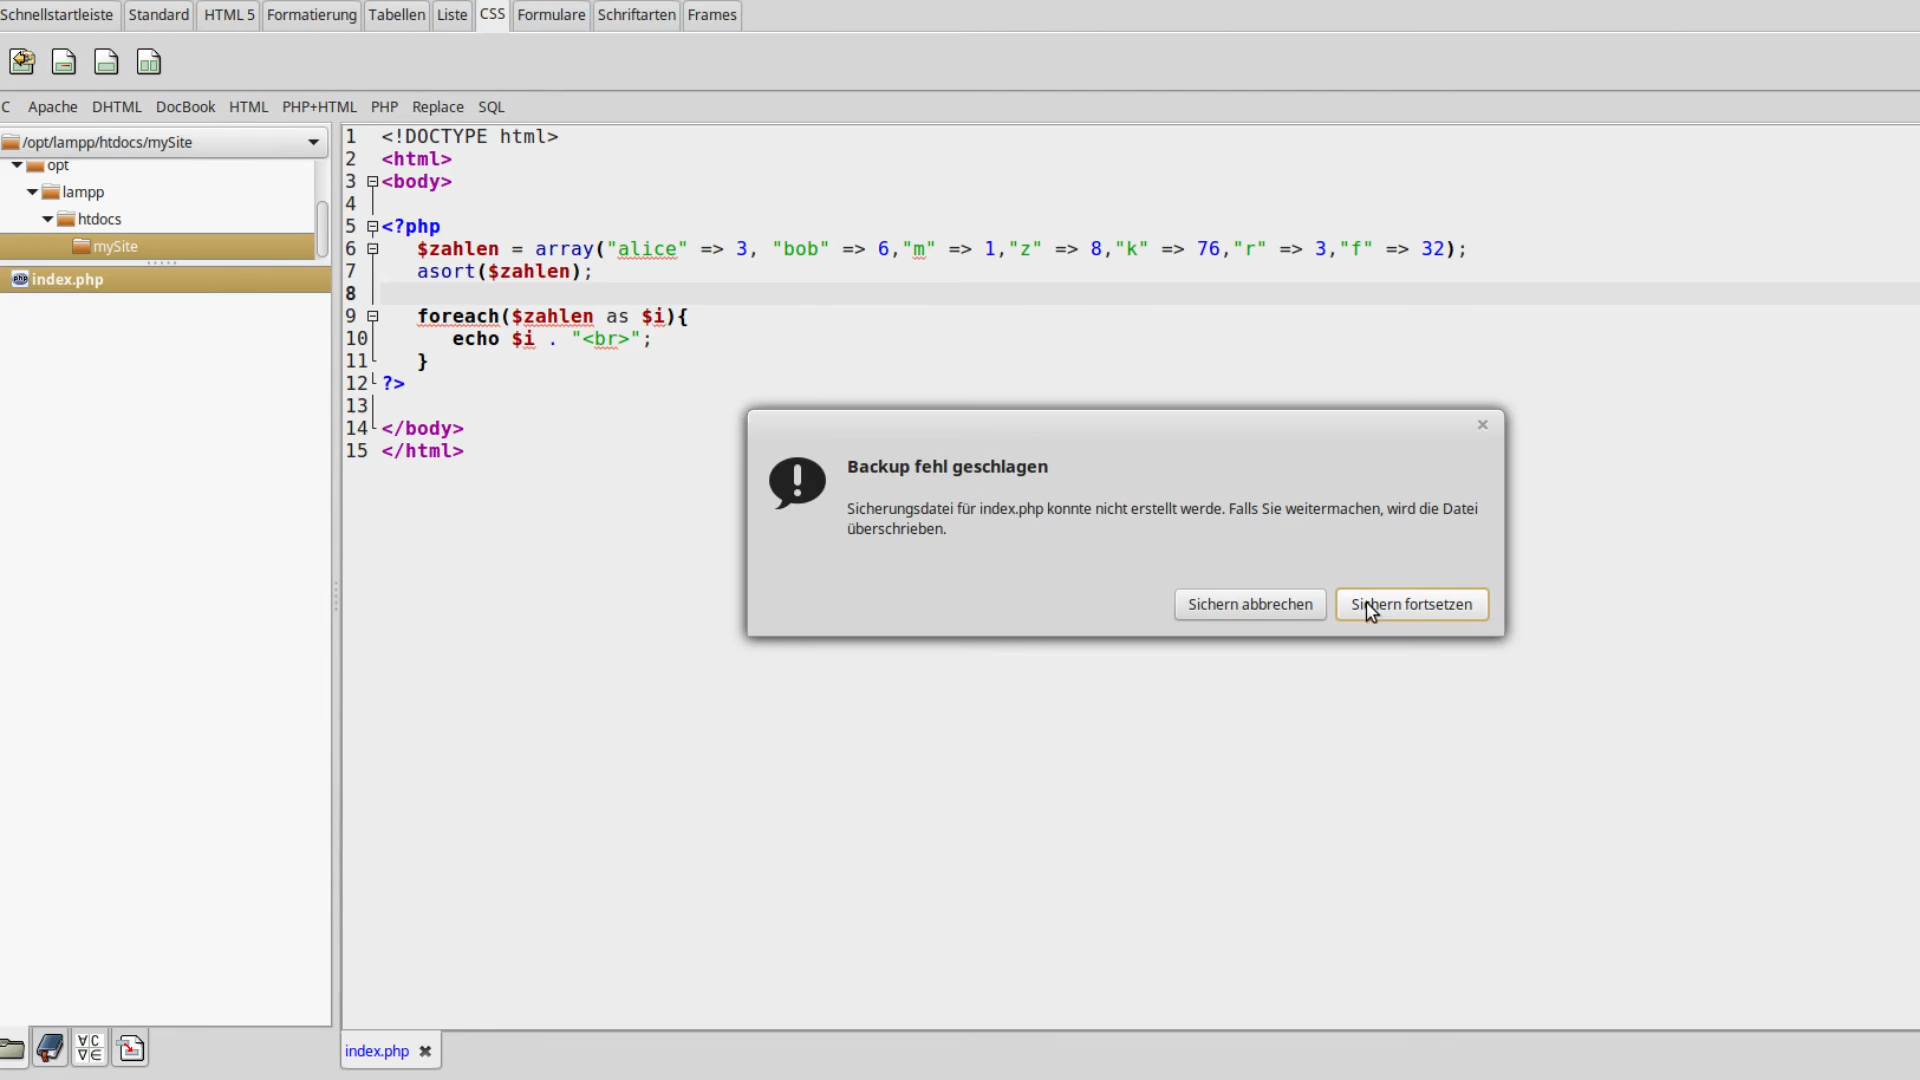 Schnellstartleiste Standard HTML 5 Formatierung Tabellen Liste CSS Formulare Schriftarten Frames
C Apache DHTML DocBook HTML PHP+HTML PHP Replace SQL
/opt/lampp/htdocs/mySite
opt
lampp
htdocs
mySite
index.php
1 <!DOCTYPE html>
2 <html>
3 <body>
4
5 <?php
6 $zahlen = array("alice" => 3, "bob" => 6,"m" => 1,"z" => 8,"k" => 76,"r" => 3,"f" => 32);
7 asort($zahlen);
8
9 foreach($zahlen as $i){
10 echo $i . "<br>";
11 }
12 ?>
13
14 </body>
15 </html>
Backup fehl geschlagen
Sicherungsdatei für index.php konnte nicht erstellt werde. Falls Sie weitermachen, wird die Datei
überschrieben.
Sichern abbrechen Sichern fortsetzen
index.php